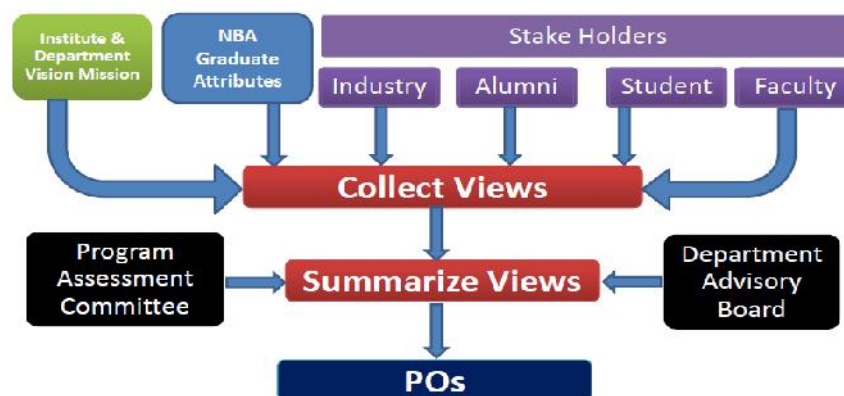 Institute &
Department
Vision Mission
NBA
Graduate
Attributes
Stake Holders
Industry
Alumni
Student
Faculty
Collect Views
Program
Assessment
Committee
Summarize Views
Department
Advisory
Board
POs